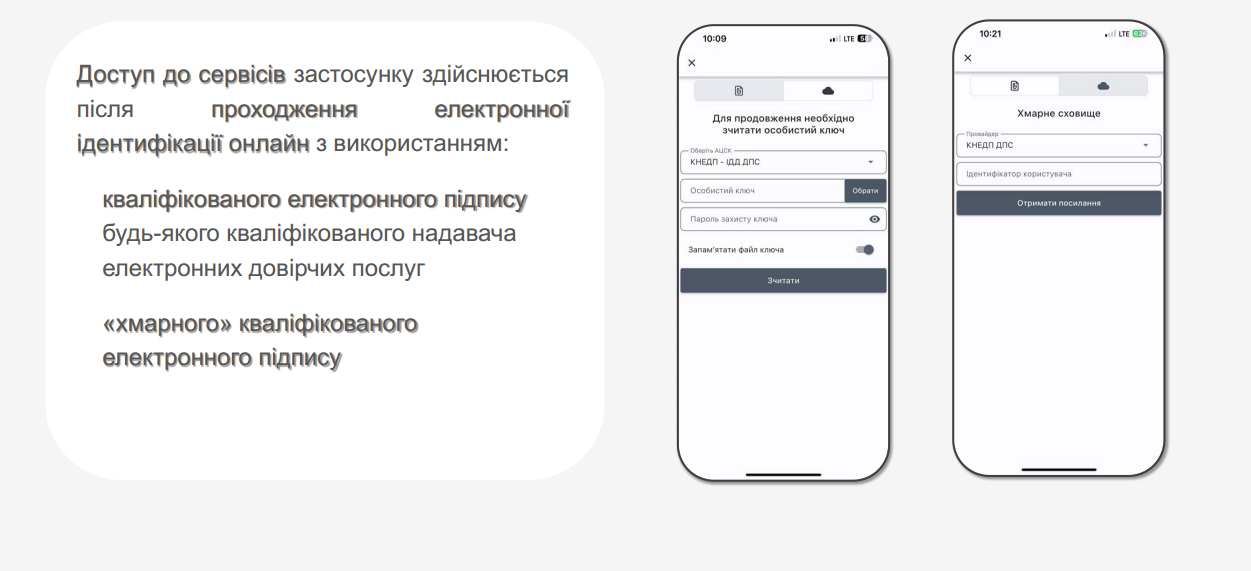 Доступ до сервісів застосунку здійснюється
після проходження електронної
ідентифікації онлайн з використанням:
кваліфікованого електронного підпису
будь-якого кваліфікованого надавача
електронних довірчих послуг
«хмарного» кваліфікованого
електронного підпису
10:09
LTE
Для продовження необхідно
зчитати особистий ключ
Оберіть АЦСК
КНЕДП - ІДД ДПС
Особистий ключ
Обрати
Пароль захисту ключа
Запам'ятати файл ключа
Зчитати
10:21
LTE
Хмарне сховище
Провайдер
КНЕДП ДПС
Ідентифікатор користувача
Отримати посилання